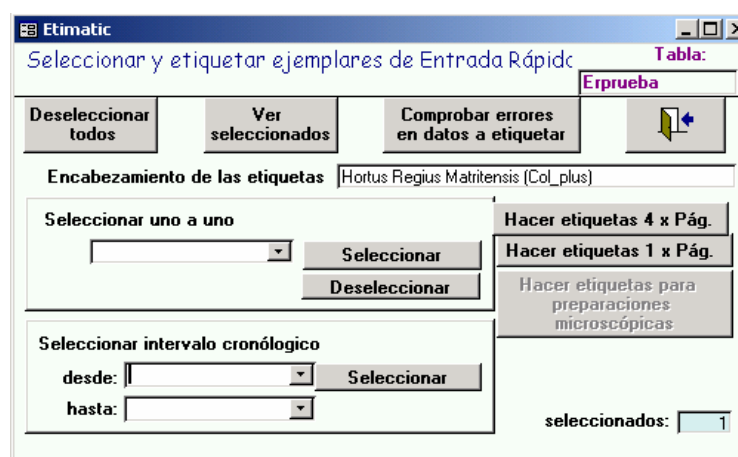 Etimatic
Seleccionar y etiquetar ejemplares de Entrada Rápida
Tabla:
Erprueba
Deseleccionar
todos
Ver
seleccionados
Comprobar errores
en datos a etiquetar
Encabezamiento de las etiquetas Hortus Regius Matritensis (Col_plus)
Seleccionar uno a uno
Seleccionar
Deseleccionar
Hacer etiquetas 4 x Pág.
Hacer etiquetas 1 x Pág.
Hacer etiquetas para
preparaciones
microscópicas
Seleccionar intervalo cronólogico
desde:
Seleccionar
hasta:
seleccionados: 1